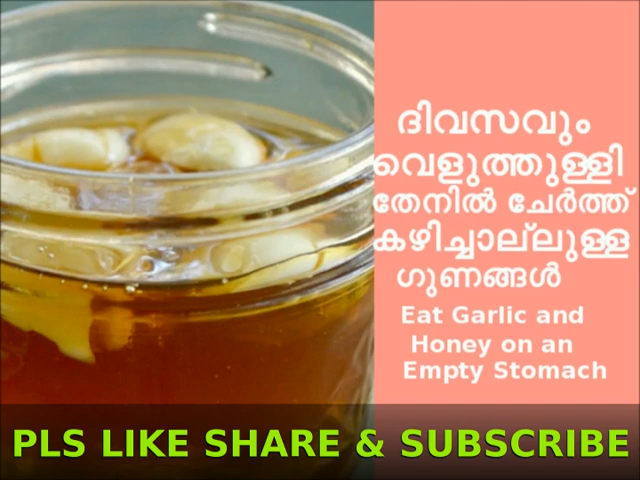 ദിവസവും
വെളുത്തുള്ളി
തേനിൽ ചേർത്ത്
കഴിച്ചാല്ലുള്ള
ഗുണങ്ങൾ
Eat Garlic and
Honey on an
Empty Stomach
PLS LIKE SHARE & SUBSCRIBE